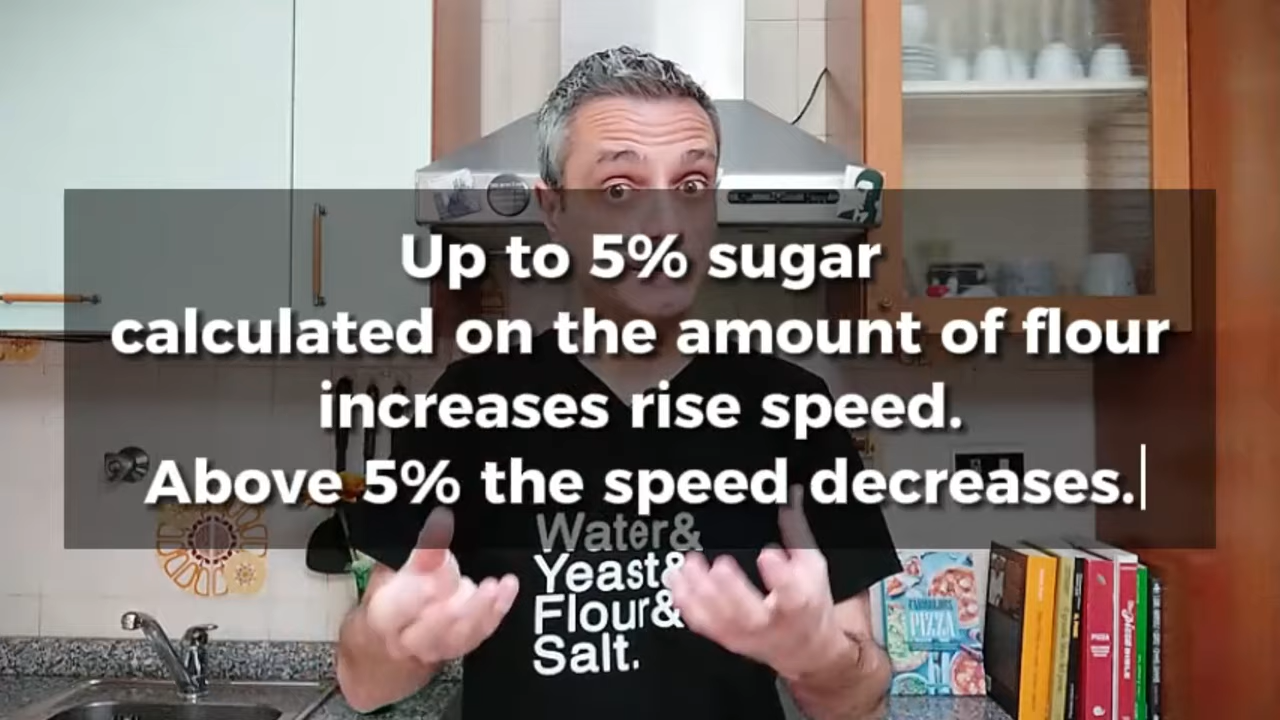 Up to 5% sugar
calculated on the amount of flour
increases rise speed.
Above 5% the speed decreases.
Water&
Yeast&
Flour&
Salt.
PIZZA
PIZZA